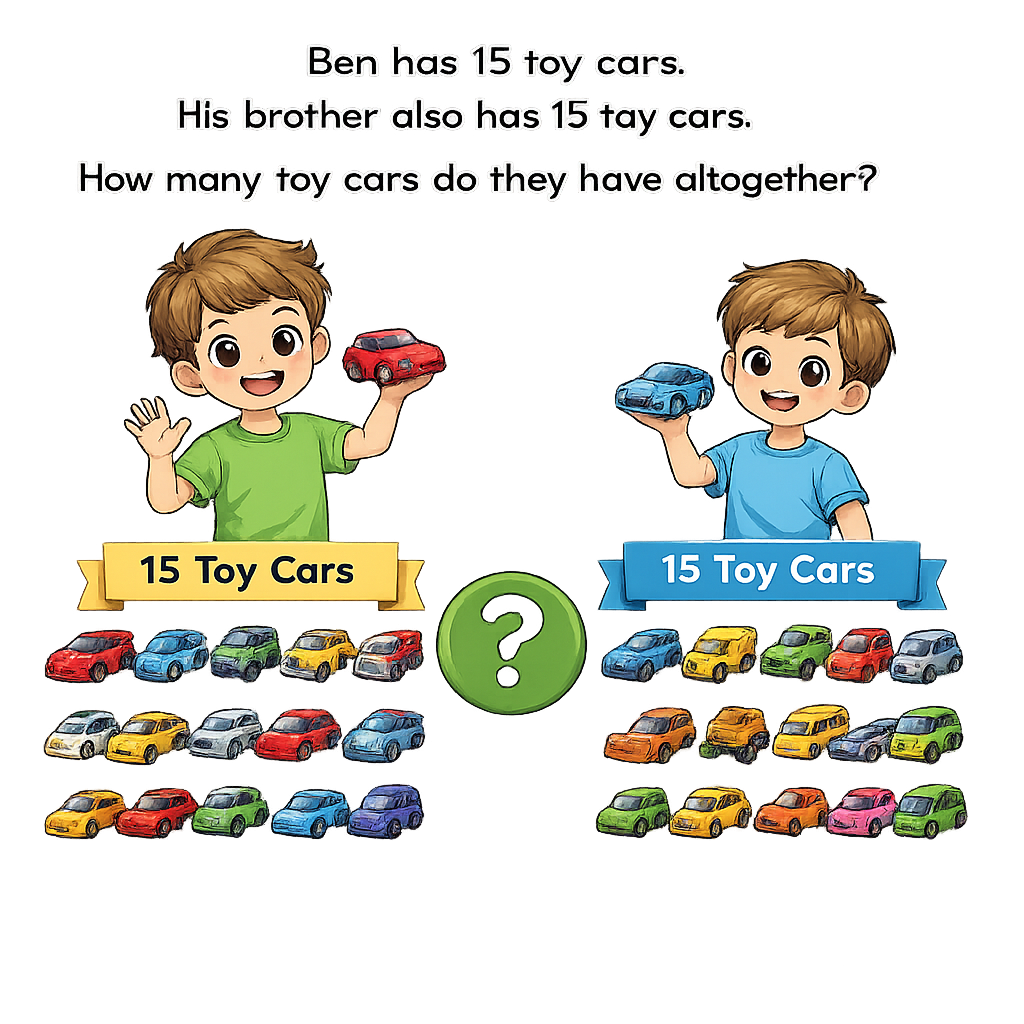 Ben has 15 toy cars.
His brother also has 15 tay cars.
How many toy cars do they have altogether?
15 Toy Cars
15 Toy Cars
?